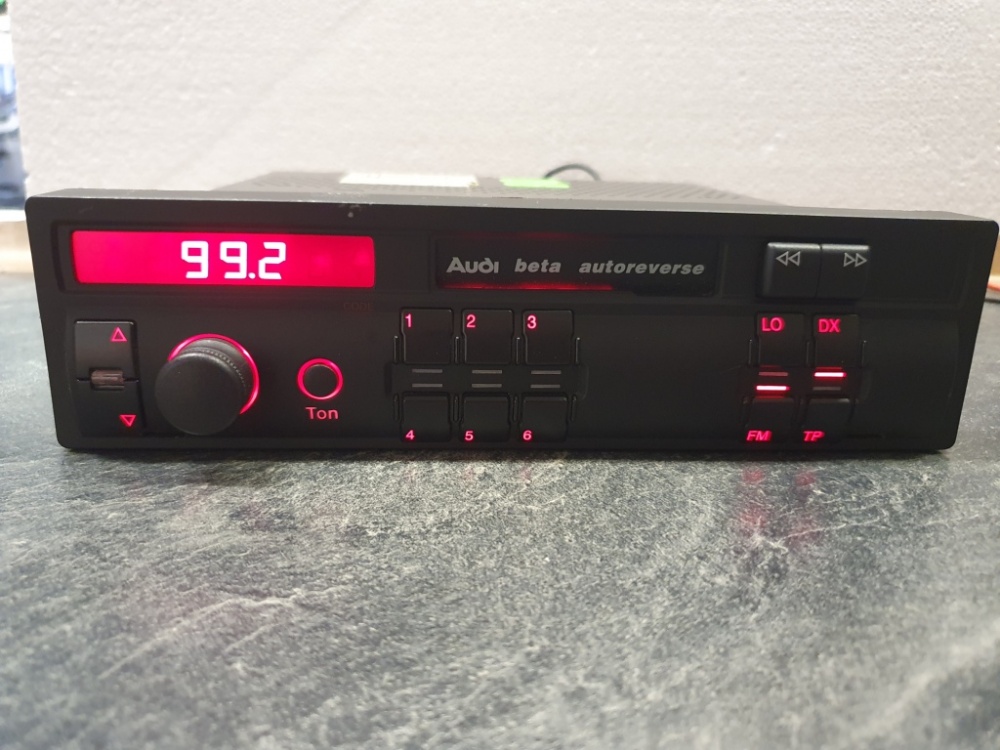 99.2
Audi beta autoreverse
1 2 3
LO DX
Ton
4 5 6
FM TP